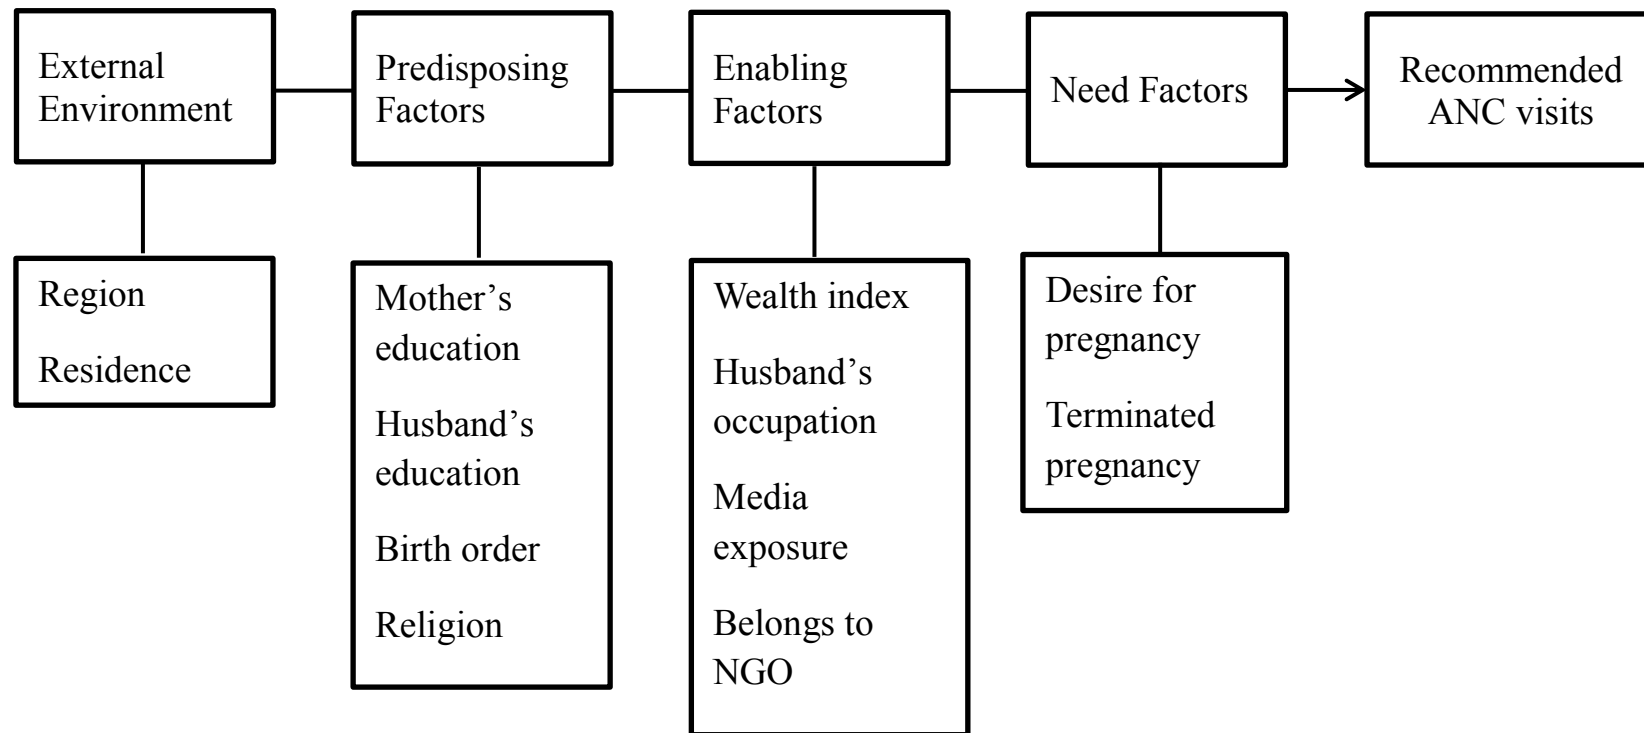 External
Environment
Predisposing
Factors
Enabling
Factors
Need Factors
Recommended
ANC visits
Region
Residence
Mother’s
education
Husband’s
education
Birth order
Religion
Wealth index
Husband’s
occupation
Media
exposure
Belongs to
NGO
Desire for
pregnancy
Terminated
pregnancy